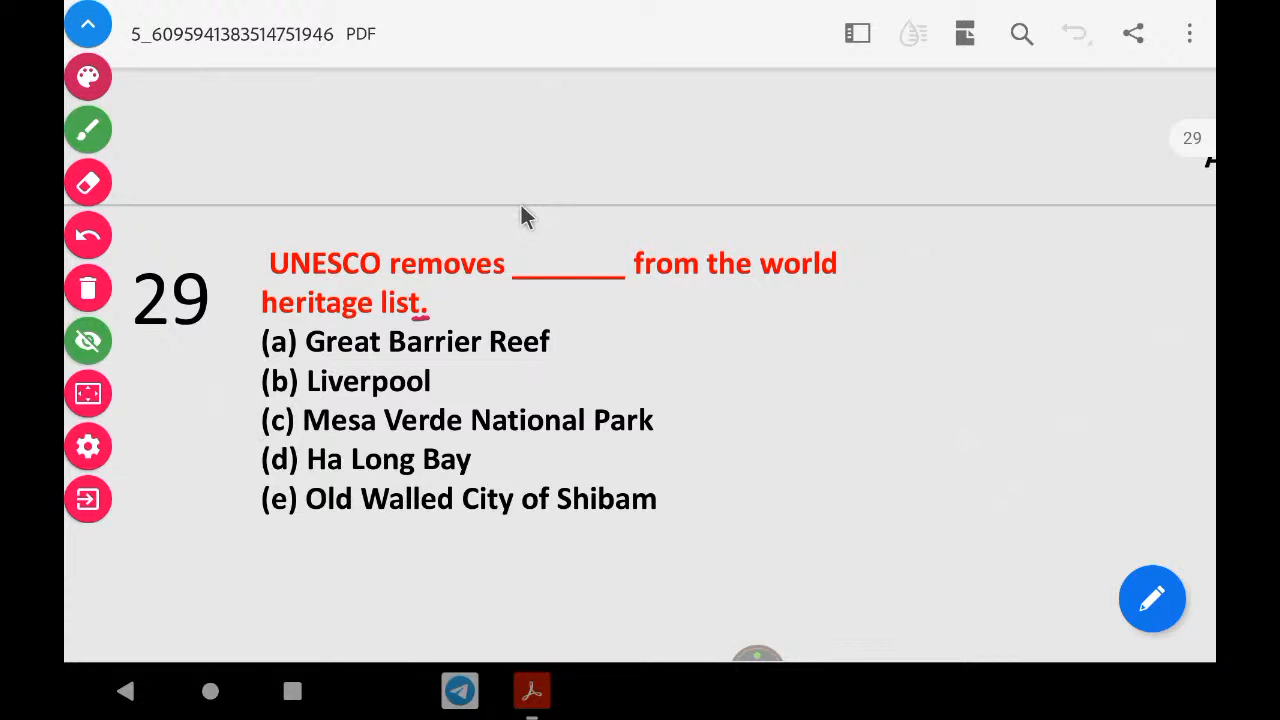 5_6095941383514751946 PDF
29
29
UNESCO removes _______ from the world
heritage list.
(a) Great Barrier Reef
(b) Liverpool
(c) Mesa Verde National Park
(d) Ha Long Bay
(e) Old Walled City of Shibam